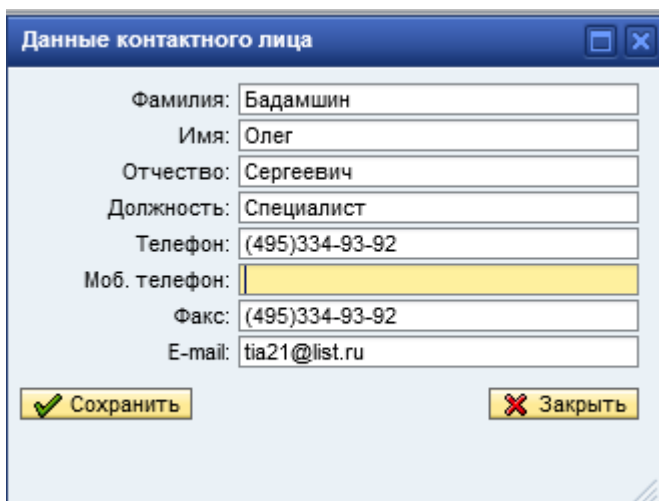 Данные контактного лица
Фамилия: Бадамшин
Имя: Олег
Отчество: Сергеевич
Должность: Специалист
Телефон: (495)334-93-92
Моб. телефон:
Факс: (495)334-93-92
E-mail: tia21@list.ru
Сохранить Закрыть